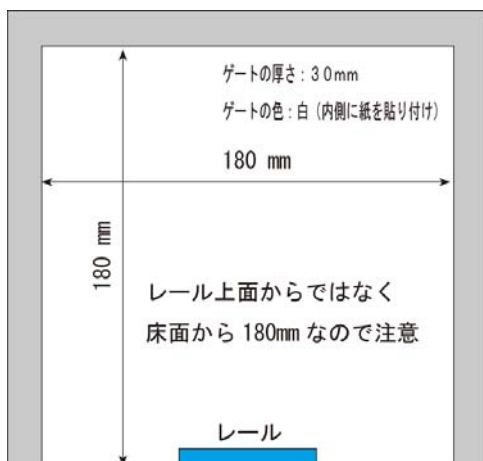 ゲートの厚さ：３０ｍｍ
ゲートの色：白（内側に紙を貼り付け）
180 mm
180 mm
レール上面からではなく
床面から180mmなので注意
レール